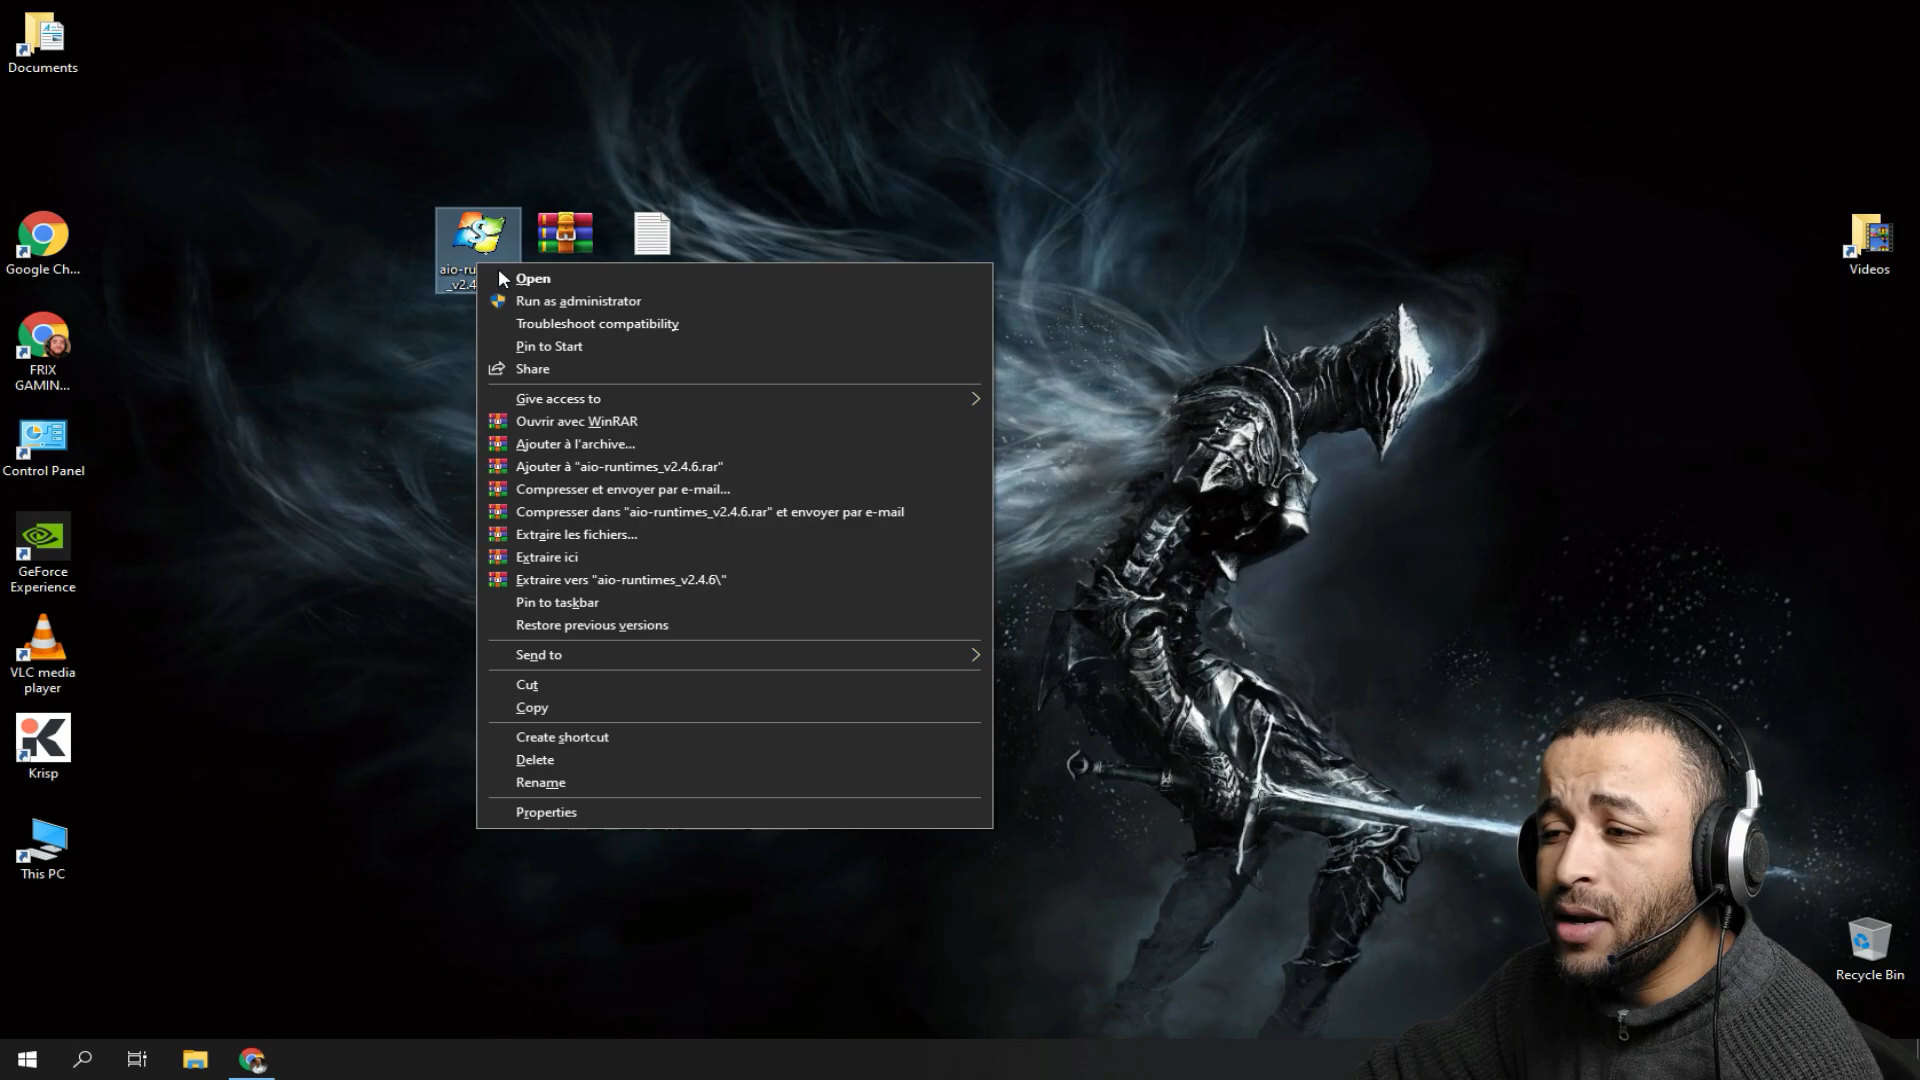 Documents
Google Ch...
FRIX
GAMIN...
Control Panel
GeForce
Experience
VLC media
player
Krisp
This PC
aio-ru
_v2.4
Open
Run as administrator
Troubleshoot compatibility
Pin to Start
Share
Give access to
Ouvrir avec WinRAR
Ajouter à l'archive...
Ajouter à "aio-runtimes_v2.4.6.rar"
Compresser et envoyer par e-mail...
Compresser dans "aio-runtimes_v2.4.6.rar" et envoyer par e-mail
Extraire les fichiers...
Extraire ici
Extraire vers "aio-runtimes_v2.4.6\"
Pin to taskbar
Restore previous versions
Send to
Cut
Copy
Create shortcut
Delete
Rename
Properties
Videos
Recycle Bin